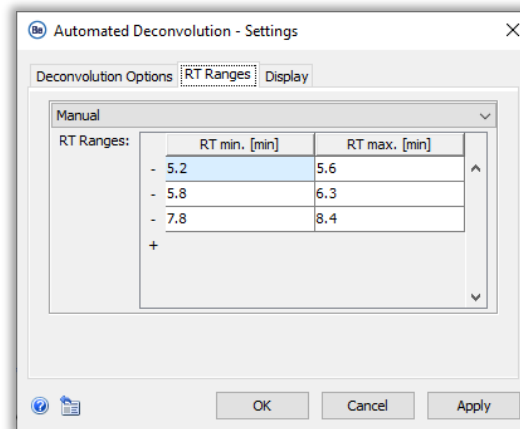 Be Automated Deconvolution - Settings
Deconvolution Options RT Ranges Display
Manual
RT Ranges: RT min. [min] RT max. [min]
- 5.2 5.6
- 5.8 6.3
- 7.8 8.4
+
? OK Cancel Apply